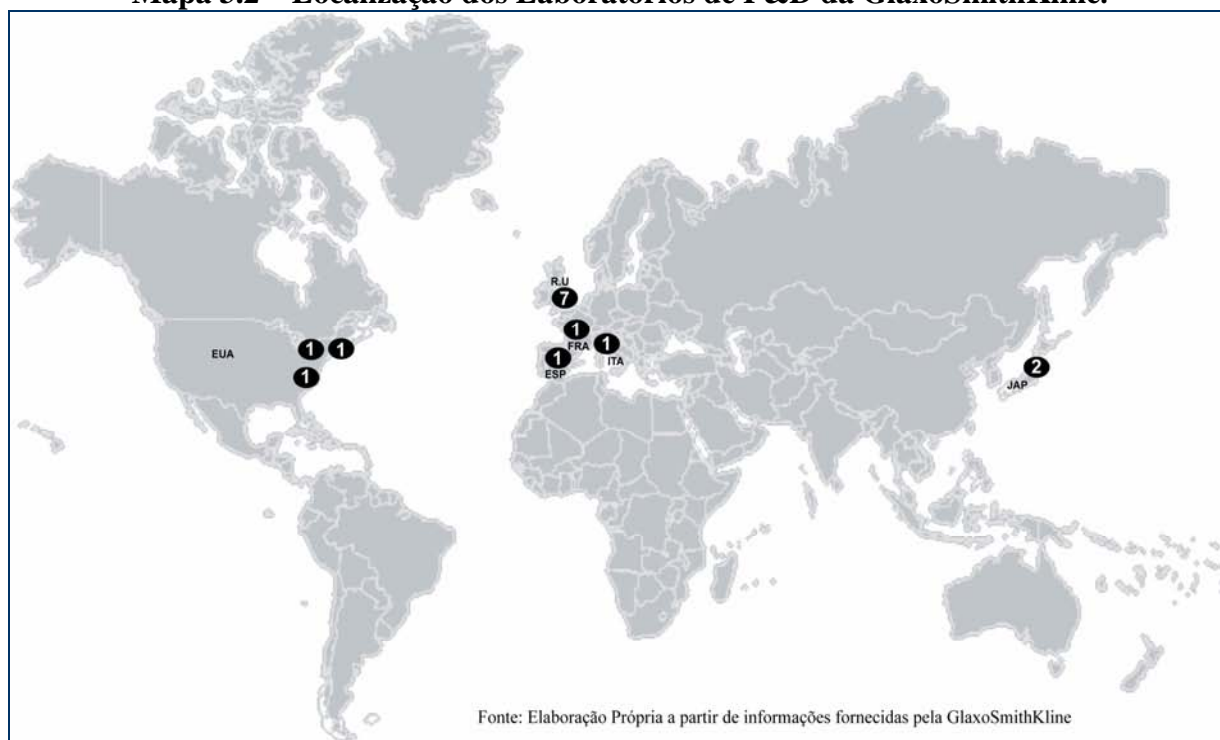 Mapa 3.2 – Localização dos Laboratórios de P&D da GlaxoSmithKline.
R.U
7
1
FRA
1
ITA
1
ESP
EUA
1
1
1
2
JAP
Fonte: Elaboração Própria a partir de informações fornecidas pela GlaxoSmithKline